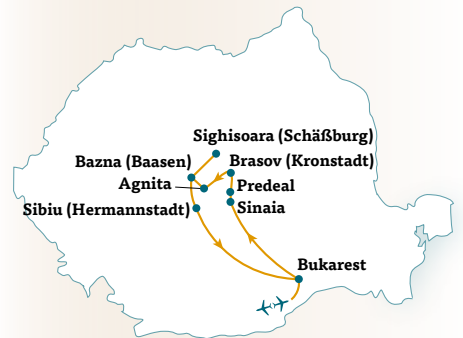 Sighisoara (Schäßburg)
Bazna (Baasen)
Brasov (Kronstadt)
Agnita
Predeal
Sibiu (Hermannstadt)
Sinaia
Bukarest